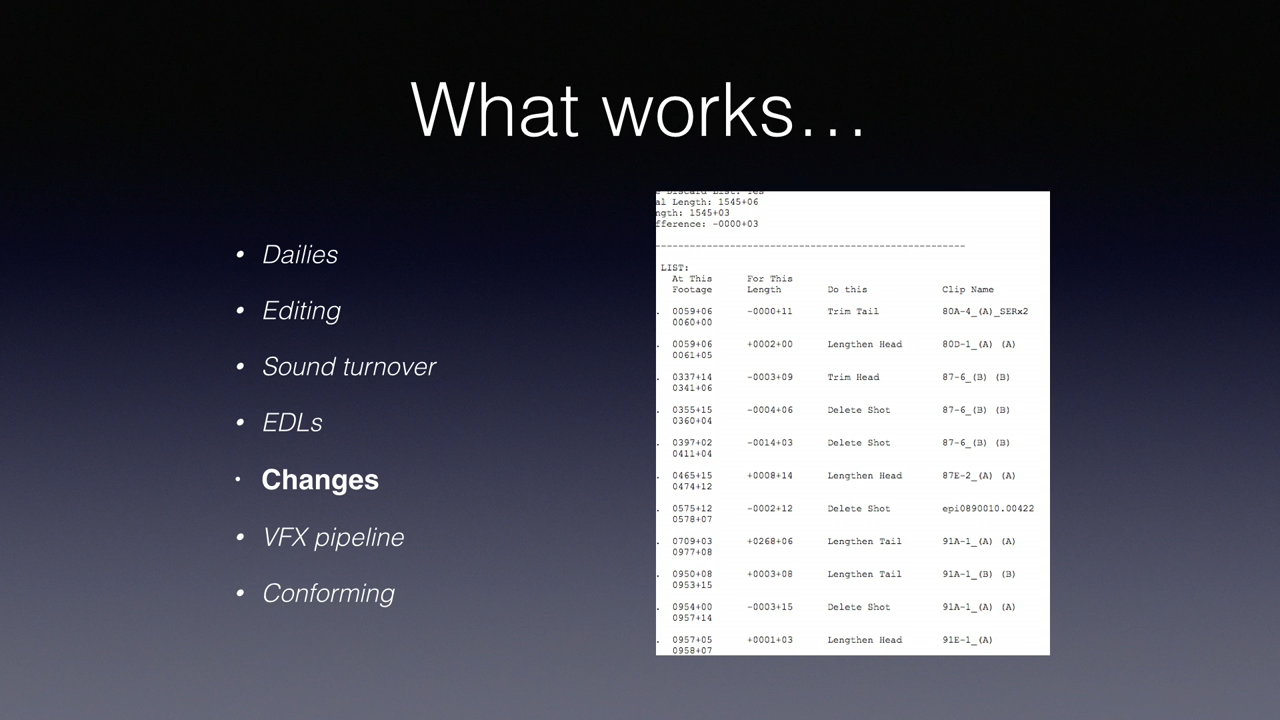 What works…
• Dailies
• Editing
• Sound turnover
• EDLs
• Changes
• VFX pipeline
• Conforming
e Discard List: Yes
al Length: 1545+06
ngth: 1545+03
fference: -0000+03
-----------------------------------------------------
LIST:
At This For This
Footage Length Do this Clip Name
. 0059+06 -0000+11 Trim Tail 80A-4_(A)_SERx2
0060+00
. 0059+06 +0002+00 Lengthen Head 80D-1_(A) (A)
0061+05
. 0337+14 -0003+09 Trim Head 87-6_(B) (B)
0341+06
. 0355+15 -0004+06 Delete Shot 87-6_(B) (B)
0360+04
. 0397+02 -0014+03 Delete Shot 87-6_(B) (B)
0411+04
. 0465+15 +0008+14 Lengthen Head 87E-2_(A) (A)
0474+12
. 0575+12 -0002+12 Delete Shot epi0890010.00422
0578+07
. 0709+03 +0268+06 Lengthen Tail 91A-1_(A) (A)
0977+08
. 0950+08 +0003+08 Lengthen Tail 91A-1_(B) (B)
0953+15
. 0954+00 -0003+15 Delete Shot 91A-1_(A) (A)
0957+14
. 0957+05 +0001+03 Lengthen Head 91E-1_(A)
0958+07